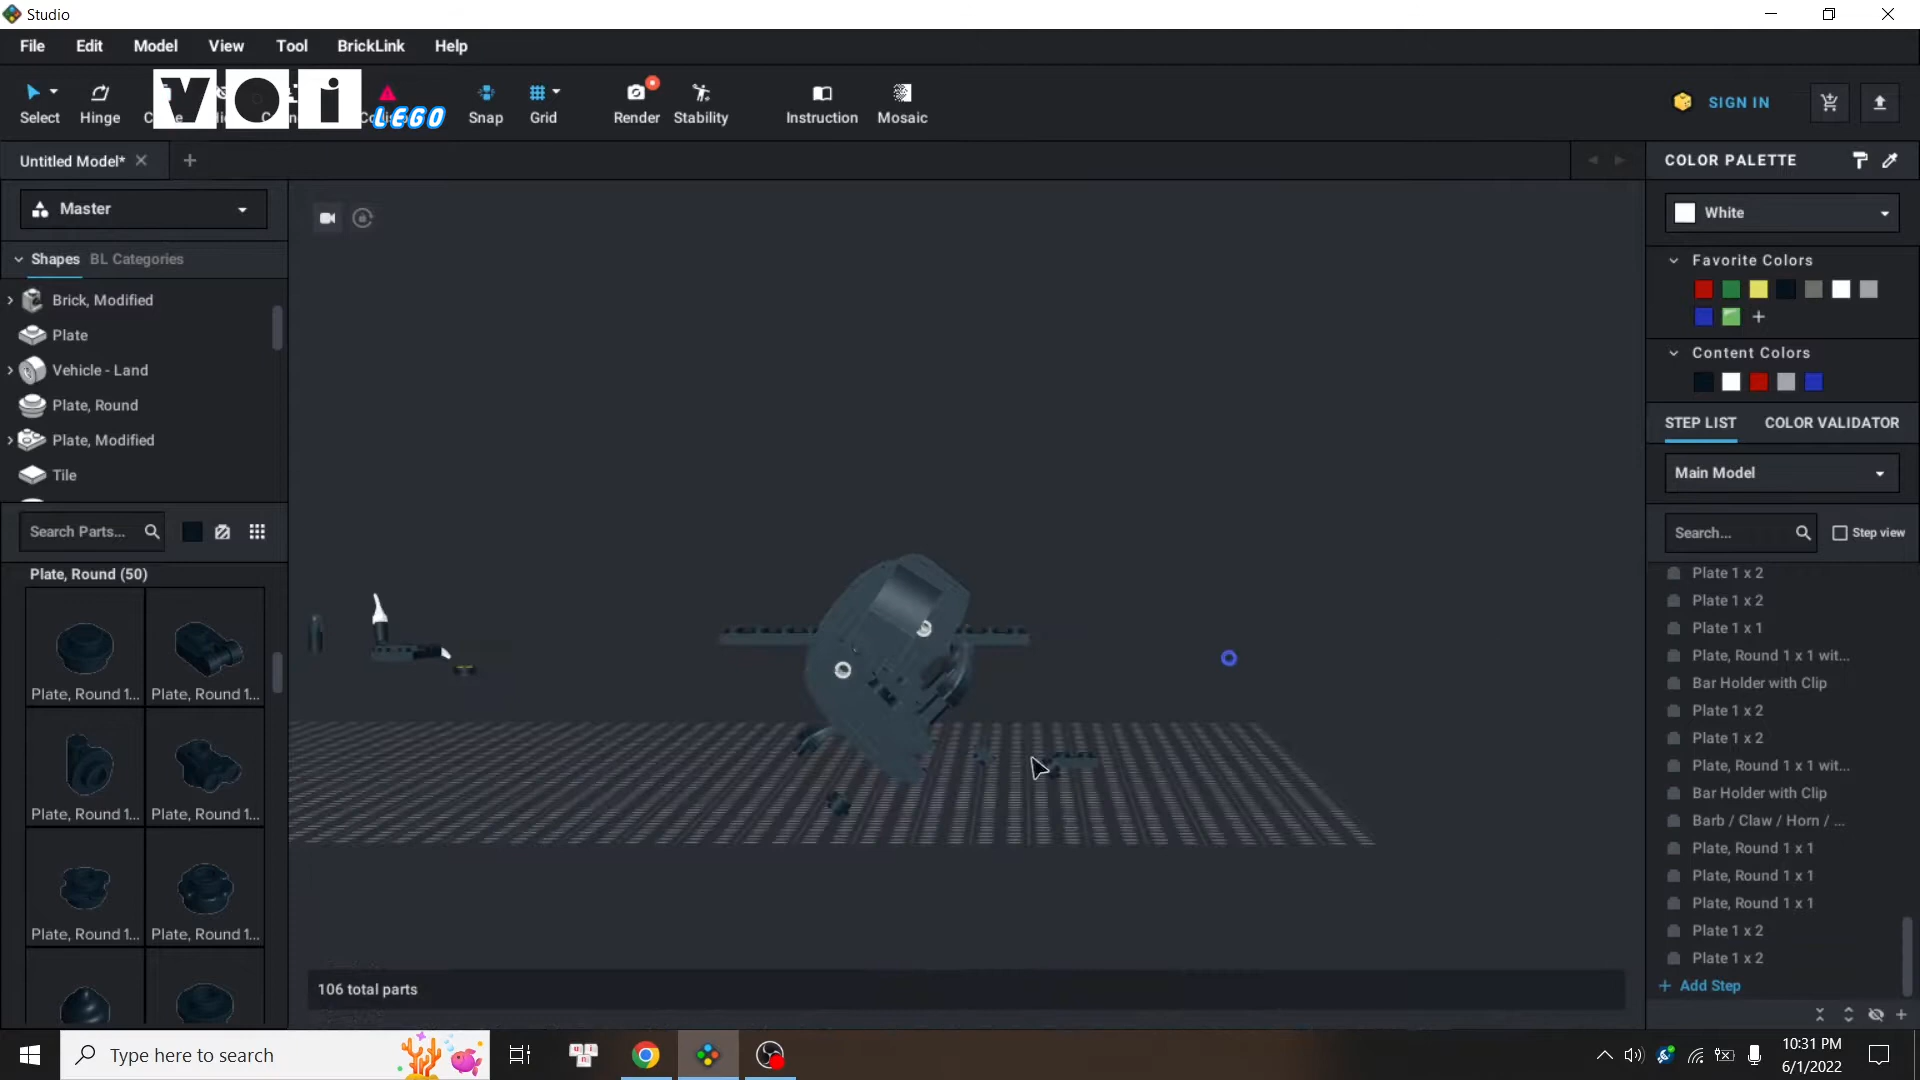 Studio
File Edit Model View Tool BrickLink Help
Select Hinge Snap Grid Render Stability Instruction Mosaic SIGN IN
voi LEGO
Untitled Model*
COLOR PALETTE
Master
White
Shapes BL Categories
Favorite Colors
Brick, Modified
Plate
Content Colors
Vehicle - Land
Plate, Round
STEP LIST COLOR VALIDATOR
Plate, Modified
Tile
Main Model
Search Parts...
Search... Step view
Plate, Round (50)
Plate, Round 1... Plate, Round 1...
Plate, Round 1... Plate, Round 1...
Plate, Round 1... Plate, Round 1...
Plate 1 x 2
Plate 1 x 2
Plate 1 x 1
Plate, Round 1 x 1 wit...
Bar Holder with Clip
Plate 1 x 2
Plate 1 x 2
Plate, Round 1 x 1 wit...
Bar Holder with Clip
Barb / Claw / Horn / ...
Plate, Round 1 x 1
Plate, Round 1 x 1
Plate, Round 1 x 1
Plate 1 x 2
Plate 1 x 2
+ Add Step
106 total parts
Type here to search
10:31 PM
6/1/2022